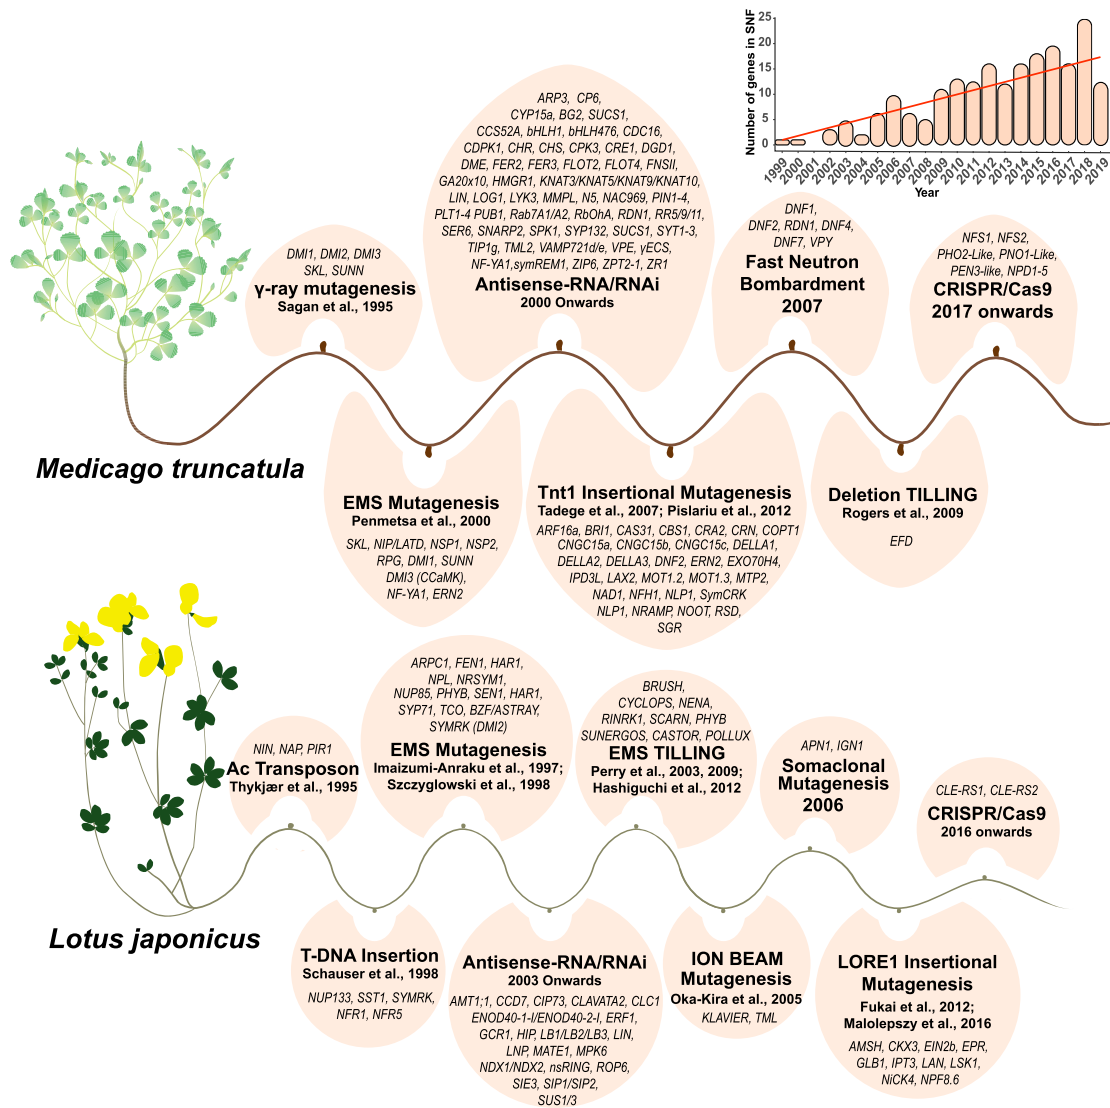 Number of genes in SNF
25
20
15
10
5
0
1999
2000
2001
2002
2003
2004
2005
2006
2007
2008
2009
2010
2011
2012
2013
2014
2015
2016
2017
2018
2019
Year
DMI1, DMI2, DMI3
SKL, SUNN
γ-ray mutagenesis
Sagan et al., 1995
ARP3, CP6,
CYP15a, BG2, SUCS1,
CCS52A, bHLH1, bHLH476, CDC16,
CDPK1, CHR, CHS, CPK3, CRE1, DGD1,
DME, FER2, FER3, FLOT2, FLOT4, FNSII,
GA20x10, HMGR1, KNAT3/KNAT5/KNAT9/KNAT10,
LIN, LOG1, LYK3, MMPL, N5, NAC969, PIN1-4,
PLT1-4 PUB1, Rab7A1/A2, RbOhA, RDN1, RR5/9/11,
SER6, SNARP2, SPK1, SYP132, SUCS1, SYT1-3,
TIP1g, TML2, VAMP721d/e, VPE, γECS,
NF-YA1,symREM1, ZIP6, ZPT2-1, ZR1
Antisense-RNA/RNAi
2000 Onwards
DNF1,
DNF2, RDN1, DNF4,
DNF7, VPY
Fast Neutron
Bombardment
2007
NFS1, NFS2,
PHO2-Like, PNO1-Like,
PEN3-like, NPD1-5
CRISPR/Cas9
2017 onwards
Medicago truncatula
EMS Mutagenesis
Penmetsa et al., 2000
SKL, NIP/LATD, NSP1, NSP2,
RPG, DMI1, SUNN
DMI3 (CCaMK),
NF-YA1, ERN2
Tnt1 Insertional Mutagenesis
Tadege et al., 2007; Pislariu et al., 2012
ARF16a, BRI1, CAS31, CBS1, CRA2, CRN, COPT1
CNGC15a, CNGC15b, CNGC15c, DELLA1,
DELLA2, DELLA3, DNF2, ERN2, EXO70H4,
IPD3L, LAX2, MOT1.2, MOT1.3, MTP2,
NAD1, NFH1, NLP1, SymCRK
NLP1, NRAMP, NOOT, RSD,
SGR
Deletion TILLING
Rogers et al., 2009
EFD
NIN, NAP, PIR1
Ac Transposon
Thykjær et al., 1995
ARPC1, FEN1, HAR1,
NPL, NRSYM1,
NUP85, PHYB, SEN1, HAR1,
SYP71, TCO, BZF/ASTRAY,
SYMRK (DMI2)
EMS Mutagenesis
Imaizumi-Anraku et al., 1997;
Szczyglowski et al., 1998
BRUSH,
CYCLOPS, NENA,
RINRK1, SCARN, PHYB
SUNERGOS, CASTOR, POLLUX
EMS TILLING
Perry et al., 2003, 2009;
Hashiguchi et al., 2012
APN1, IGN1
Somaclonal
Mutagenesis
2006
CLE-RS1, CLE-RS2
CRISPR/Cas9
2016 onwards
Lotus japonicus
T-DNA Insertion
Schauser et al., 1998
NUP133, SST1, SYMRK,
NFR1, NFR5
Antisense-RNA/RNAi
2003 Onwards
AMT1;1, CCD7, CIP73, CLAVATA2, CLC1
ENOD40-1-I/ENOD40-2-I, ERF1,
GCR1, HIP, LB1/LB2/LB3, LIN,
LNP, MATE1, MPK6
NDX1/NDX2, nsRING, ROP6,
SIE3, SIP1/SIP2,
SUS1/3
ION BEAM
Mutagenesis
Oka-Kira et al., 2005
KLAVIER, TML
LORE1 Insertional
Mutagenesis
Fukai et al., 2012;
Malolepszy et al., 2016
AMSH, CKX3, EIN2b, EPR,
GLB1, IPT3, LAN, LSK1,
NiCK4, NPF8.6